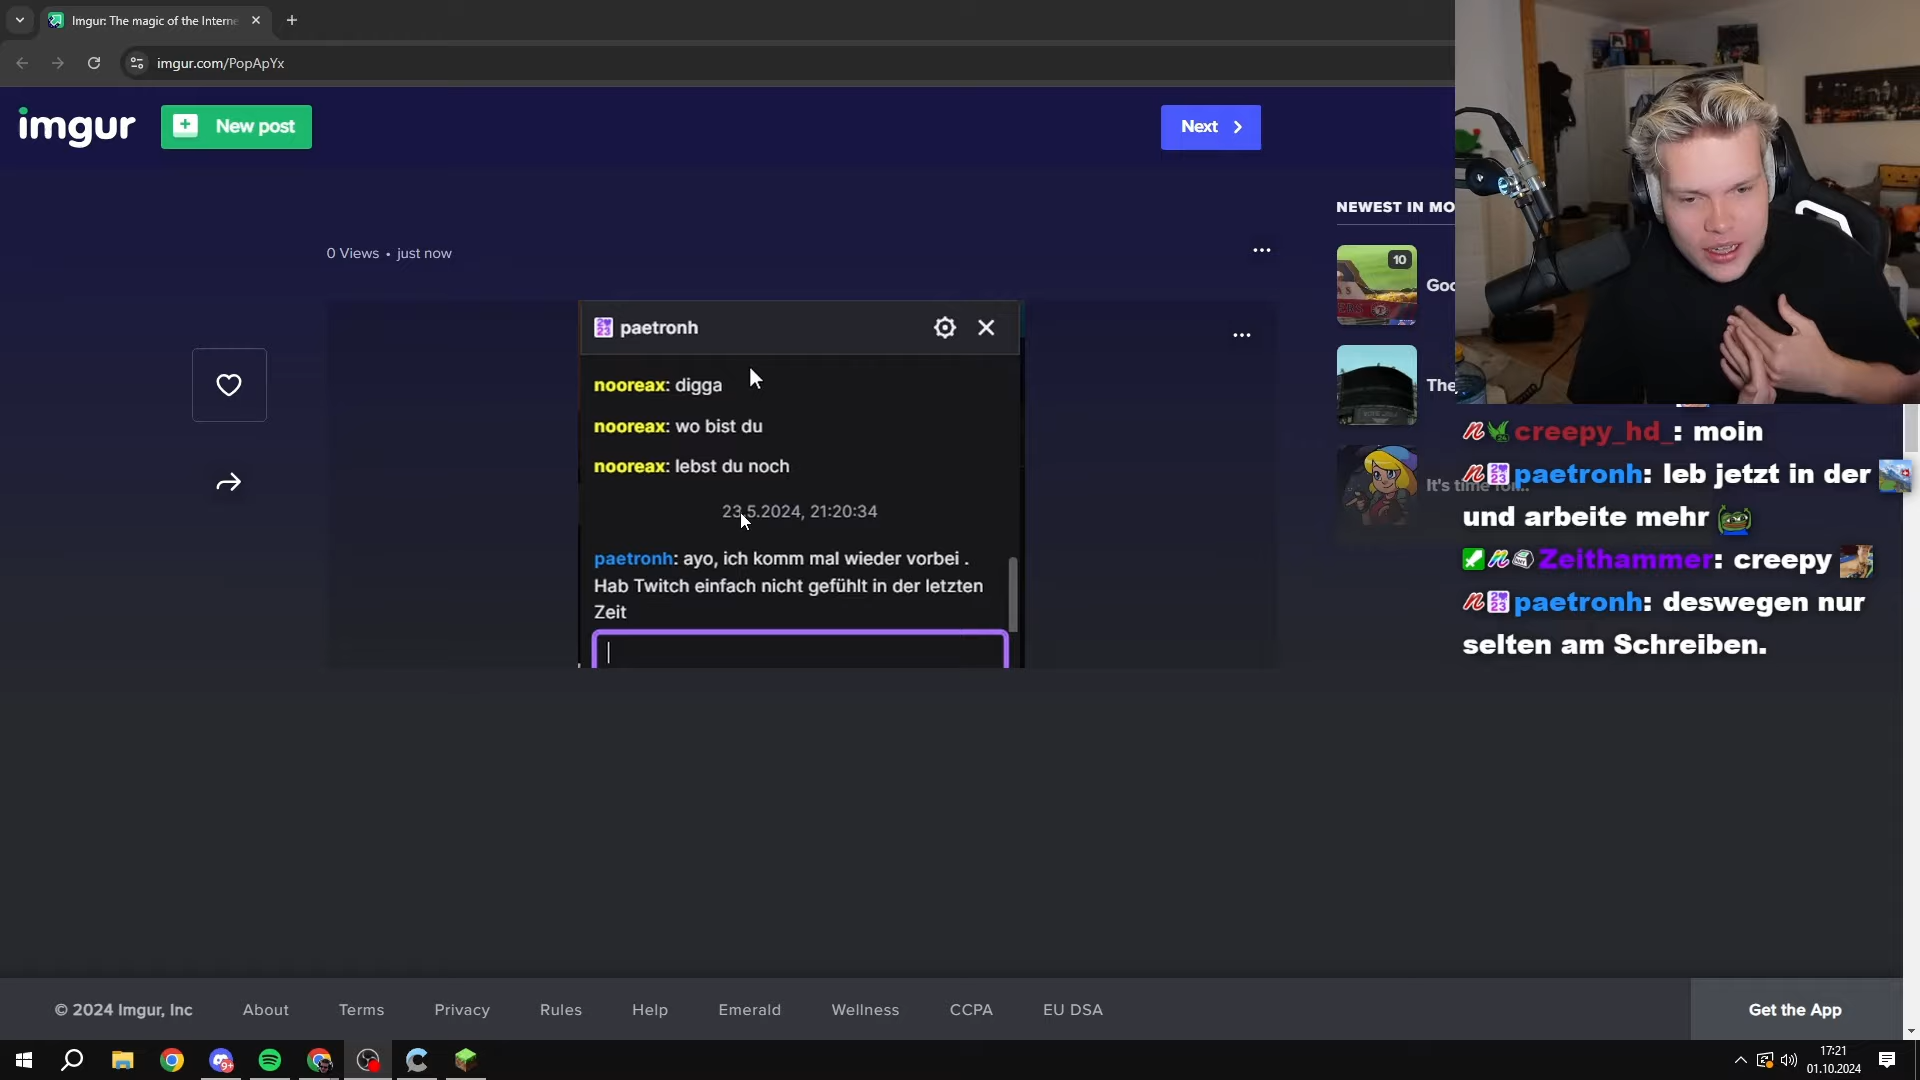 Imgur: The magic of the Interne
imgur.com/PopApYx
imgur
New post
Next
NEWEST IN MO
0 Views • just now
10
Goo
The
It's time for...
paetronh
nooreax: digga
nooreax: wo bist du
nooreax: lebst du noch
23.5.2024, 21:20:34
paetronh: ayo, ich komm mal wieder vorbei .
Hab Twitch einfach nicht gefühlt in der letzten
Zeit
creepy_hd_: moin
paetronh: leb jetzt in der
und arbeite mehr
Zeithammer: creepy
paetronh: deswegen nur
selten am Schreiben.
© 2024 Imgur, Inc
About
Terms
Privacy
Rules
Help
Emerald
Wellness
CCPA
EU DSA
Get the App
9+
17:21
01.10.2024